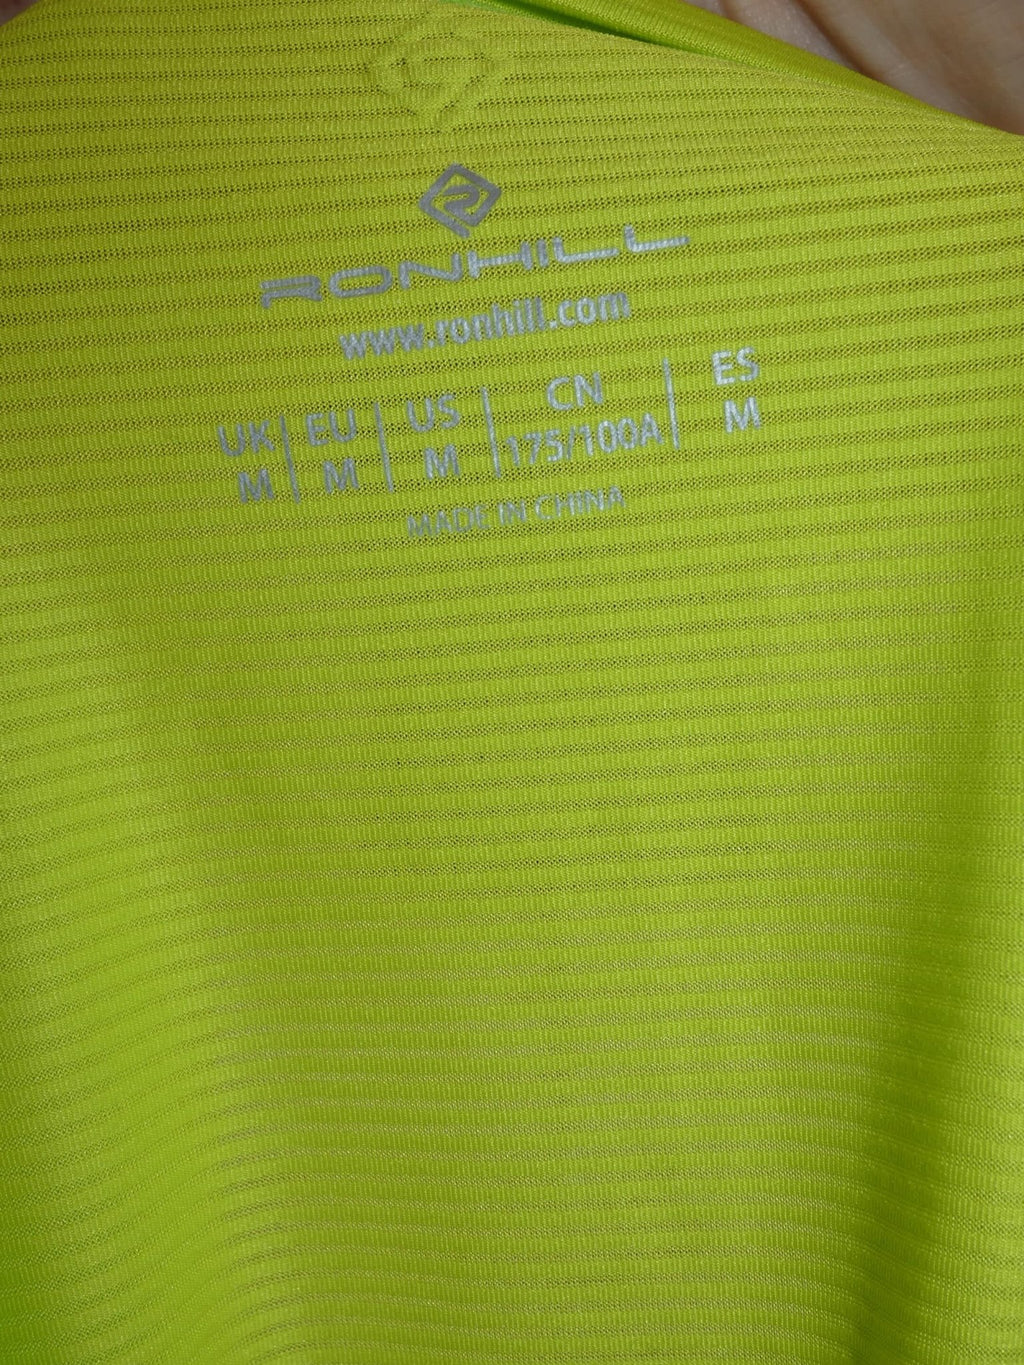 RONHILL
www.ronhill.com
UK | EU | US | CN | ES
M | M | M | 175/100A | M
MADE IN CHINA